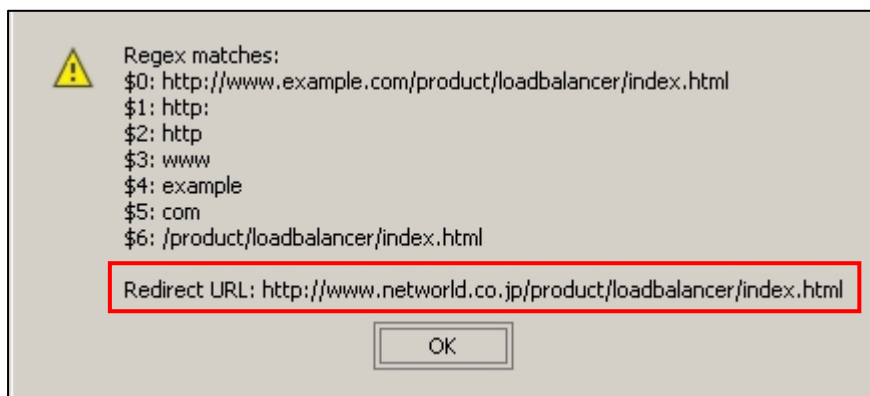 Regex matches:
$0: http://www.example.com/product/loadbalancer/index.html
$1: http:
$2: http
$3: www
$4: example
$5: com
$6: /product/loadbalancer/index.html
Redirect URL: http://www.networld.co.jp/product/loadbalancer/index.html
OK